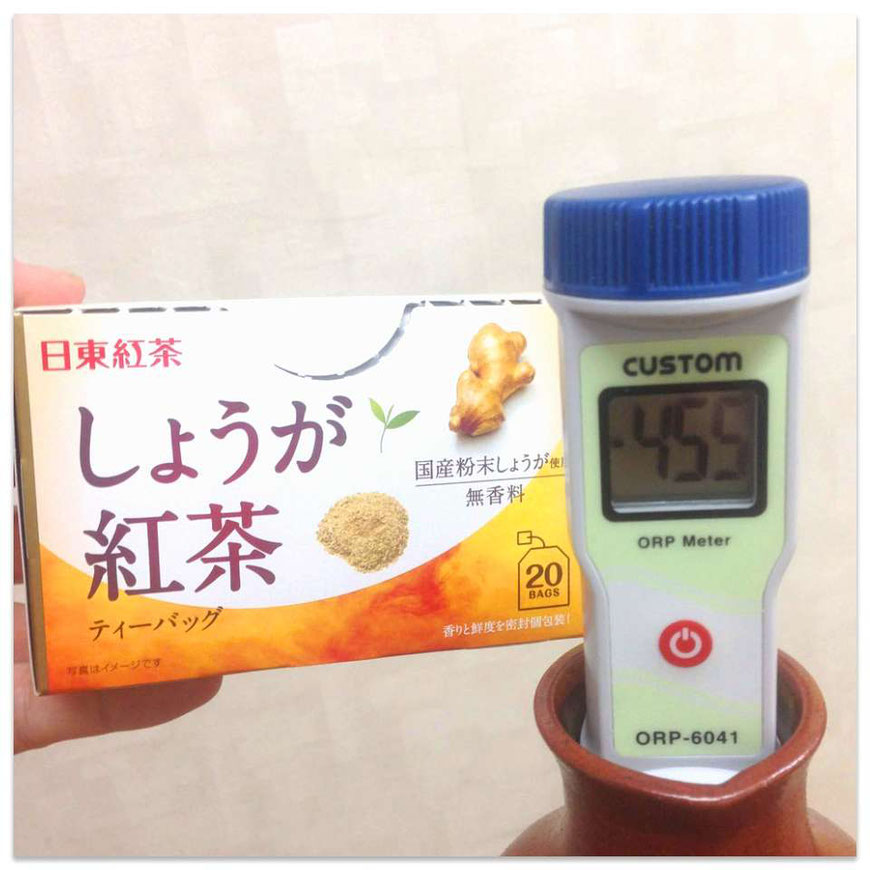 日東紅茶
しょうが
紅茶
ティーバッグ
写真はイメージです
国産粉末しょうが使用
無香料
20
BAGS
香りと鮮度を密封個包装
CUSTOM
-455
ORP Meter
ORP-6041